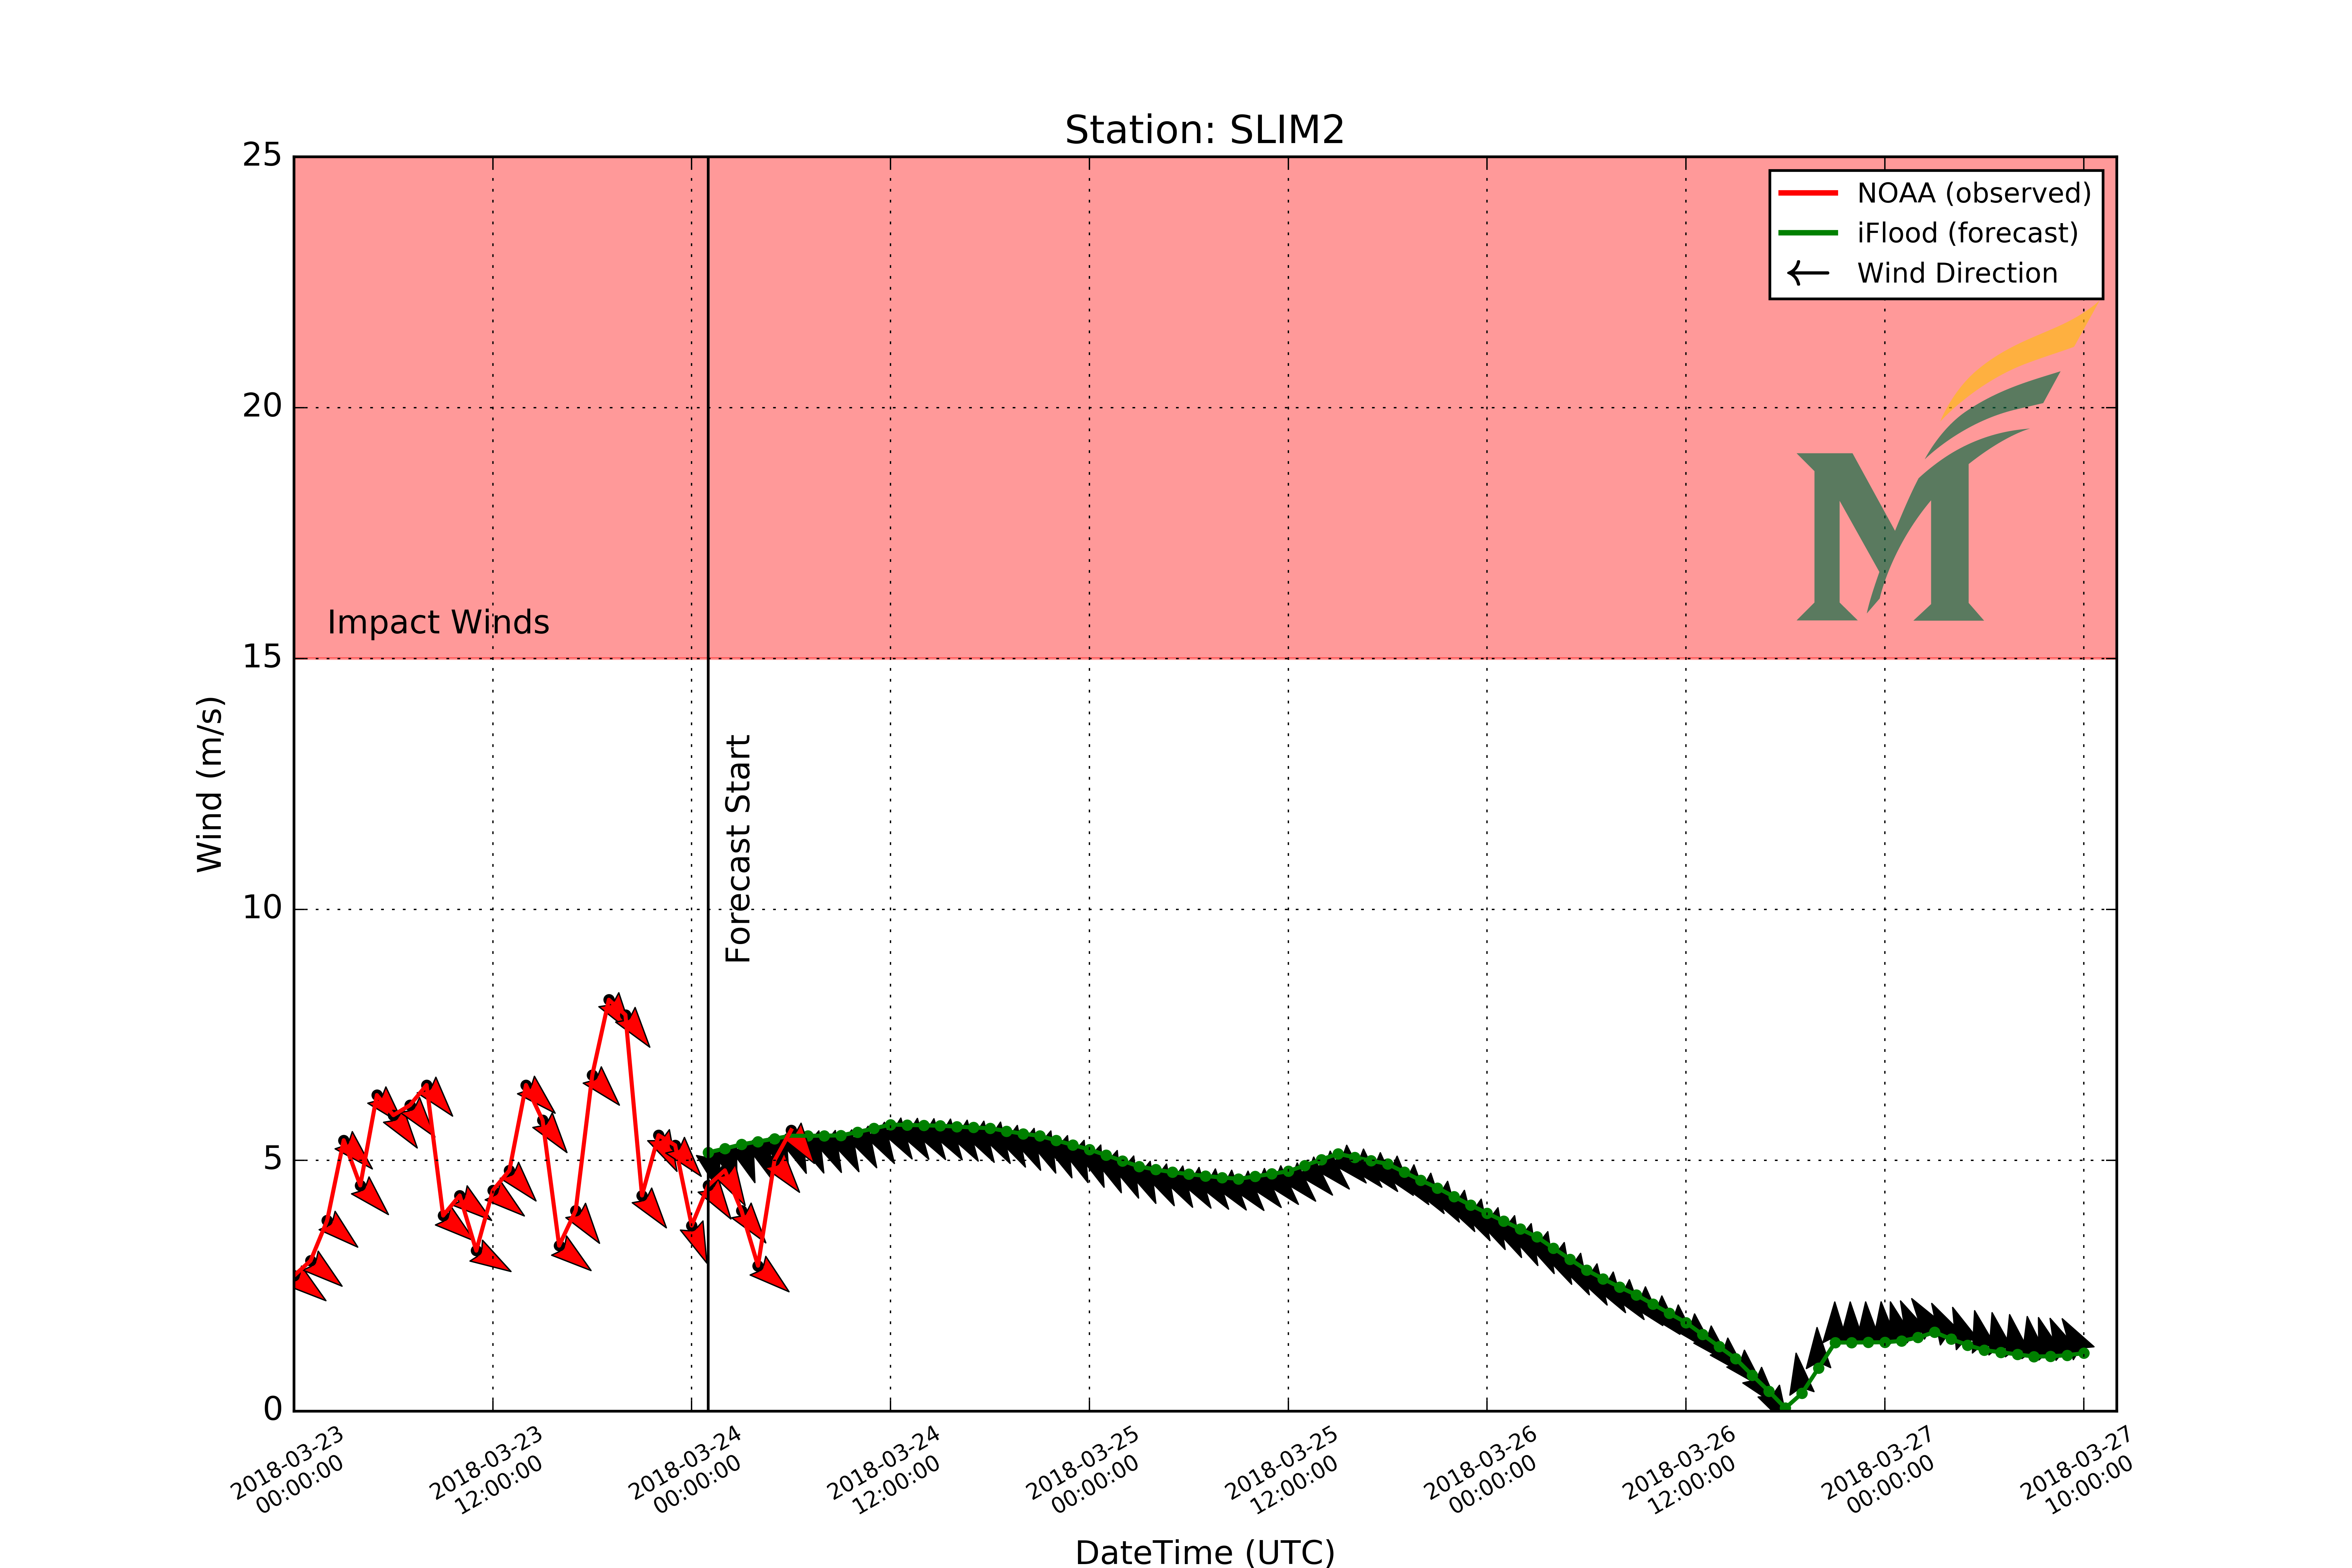 Station: SLIM2
25
20
15
10
5
0
Wind (m/s)
NOAA (observed)
iFlood (forecast)
Wind Direction
M
Impact Winds
Forecast Start
2018-03-23
00:00:00
2018-03-23
12:00:00
2018-03-24
00:00:00
2018-03-24
12:00:00
2018-03-25
00:00:00
2018-03-25
12:00:00
2018-03-26
00:00:00
2018-03-26
12:00:00
2018-03-27
00:00:00
2018-03-27
10:00:00
DateTime (UTC)